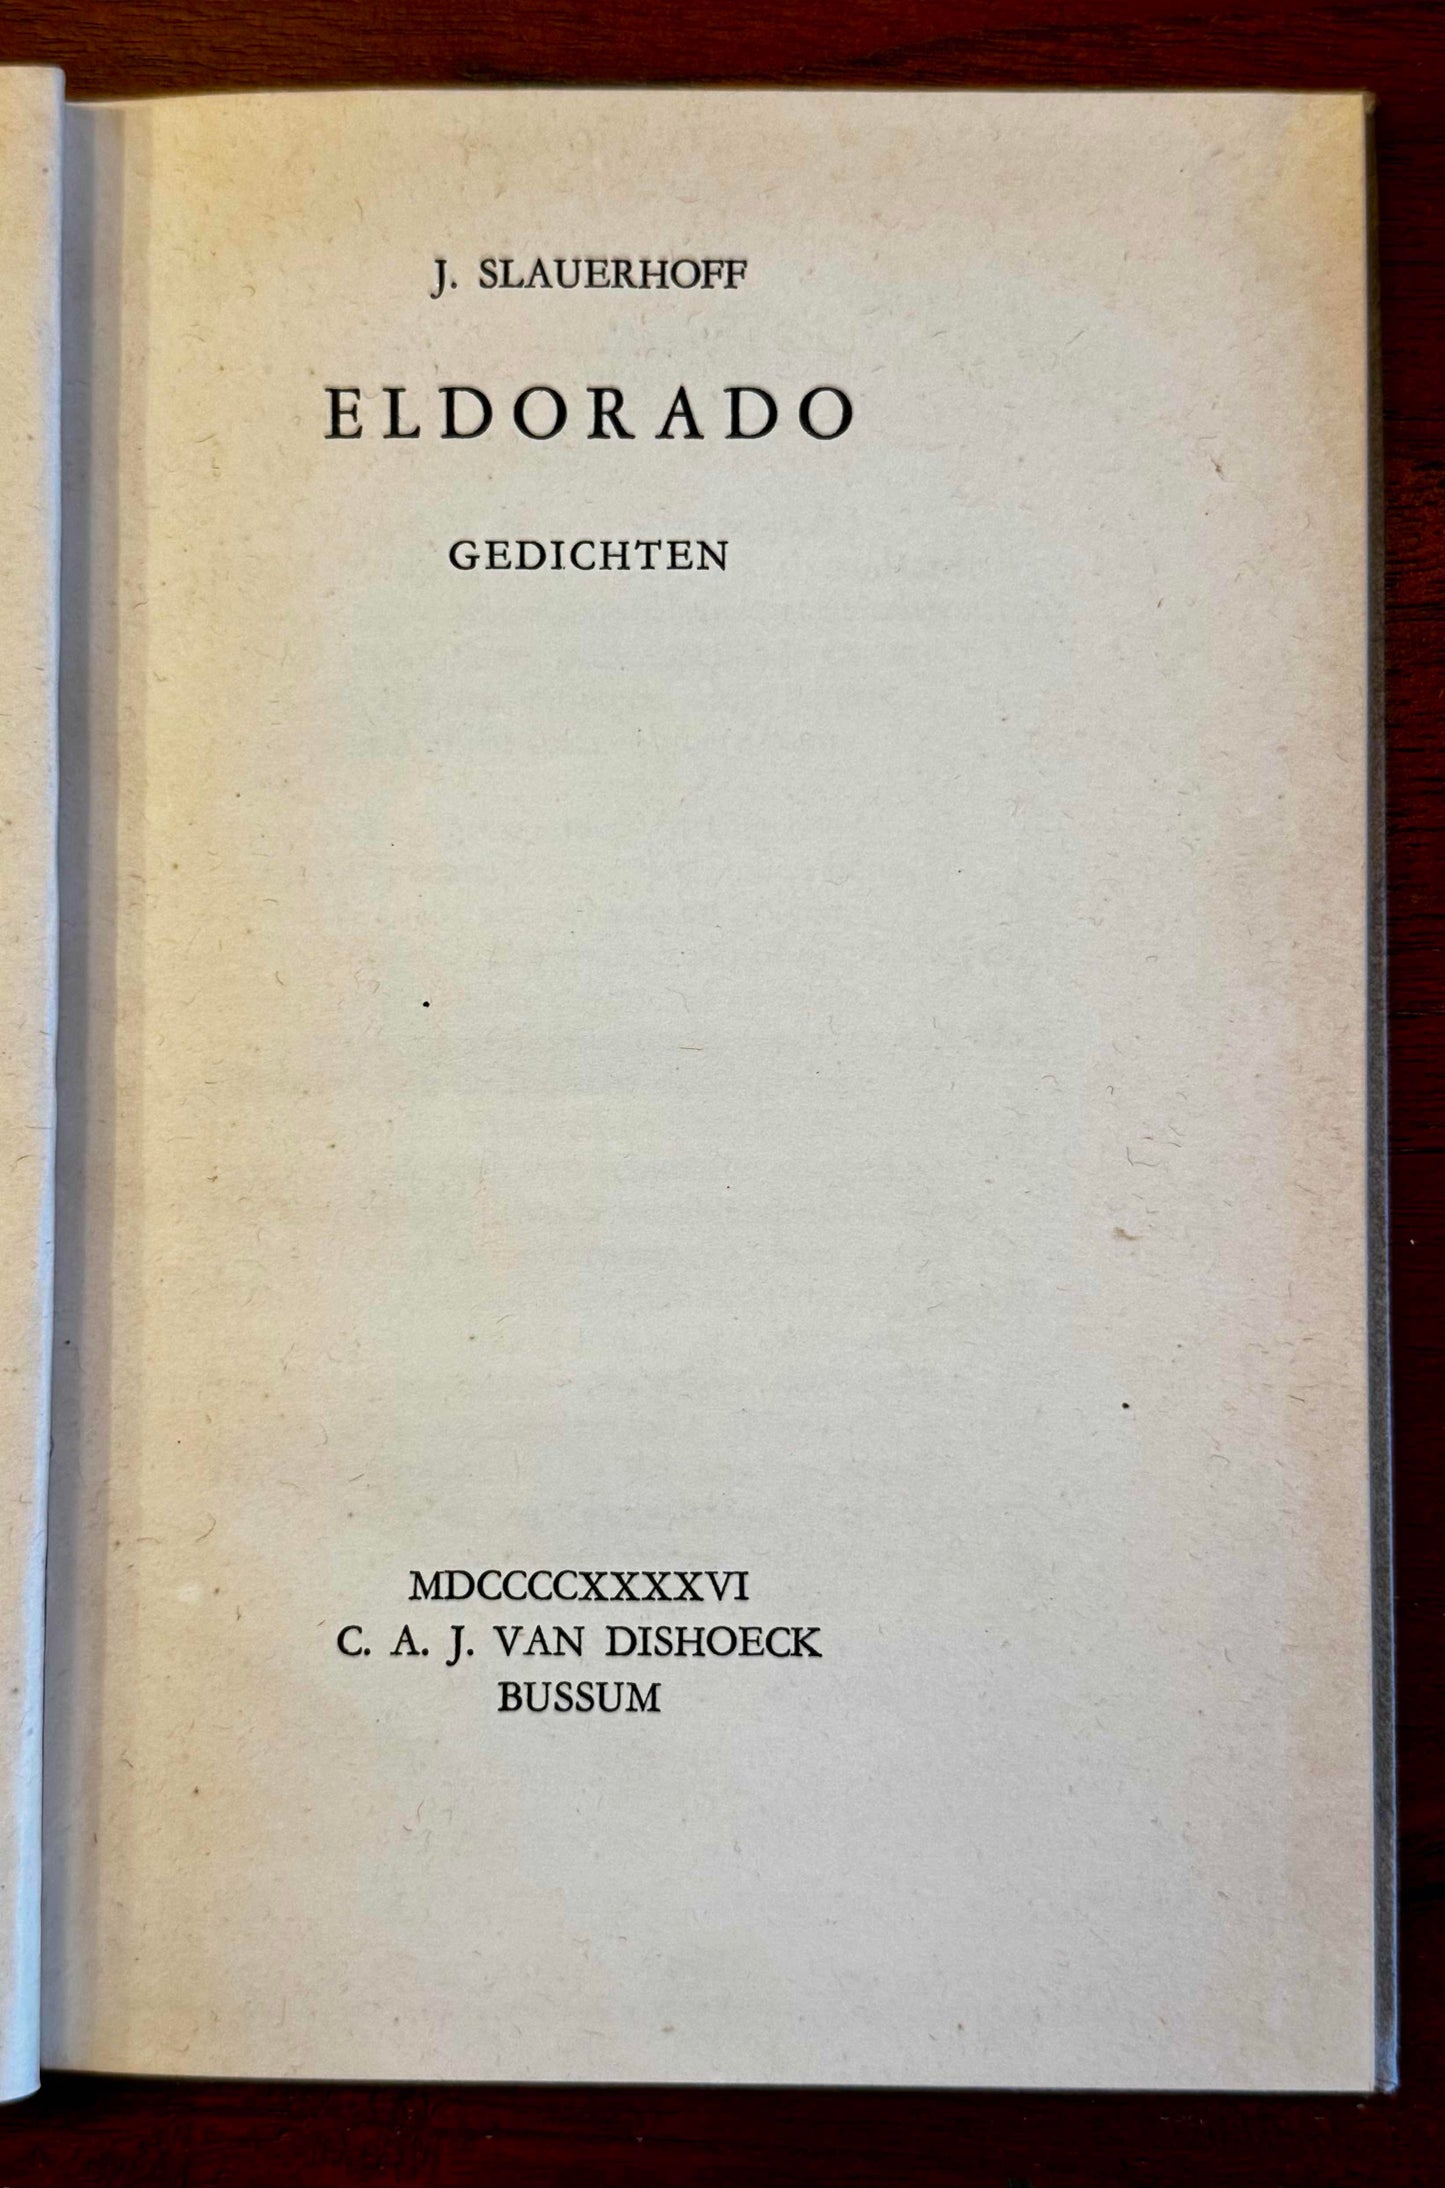 J. SLAUERHOFF
ELDORADO
GEDICHTEN
MDCCCCXXXXVI
C. A. J. VAN DISHOECK
BUSSUM